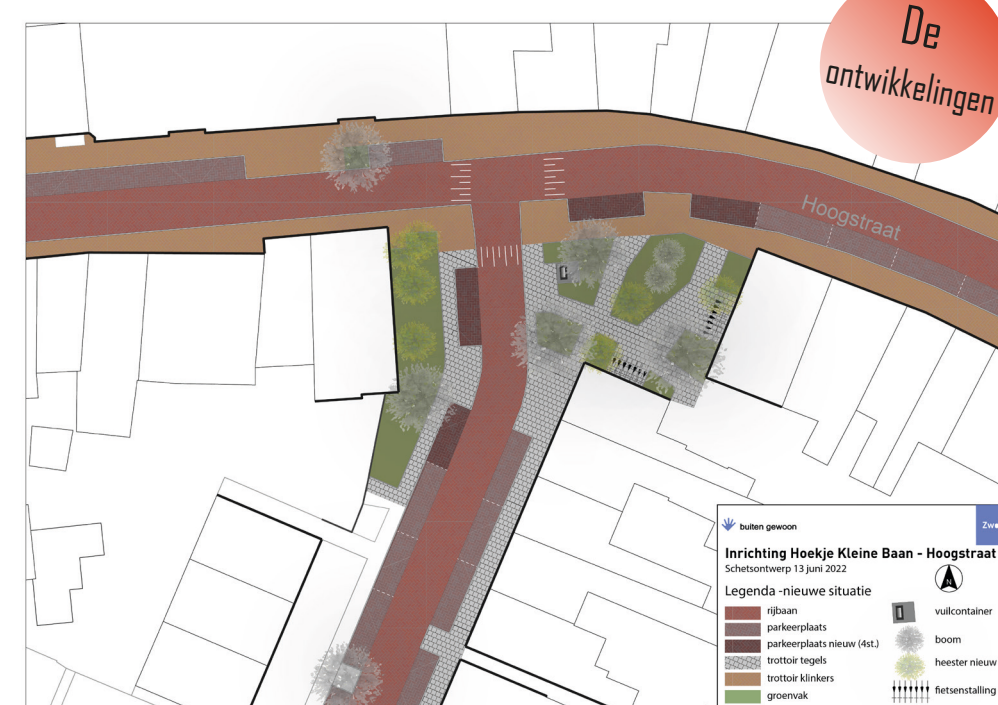 De
ontwikkelingen
Hoogstraat
buiten gewoon
Inrichting Hoekje Kleine Baan - Hoogstraat
Schetsontwerp 13 juni 2022
N
Legenda -nieuwe situatie
rijbaan
parkeerplaats
parkeerplaats nieuw (4st.)
trottoir tegels
trottoir klinkers
groenvak
vuilcontainer
boom
heester nieuw
fietsenstalling